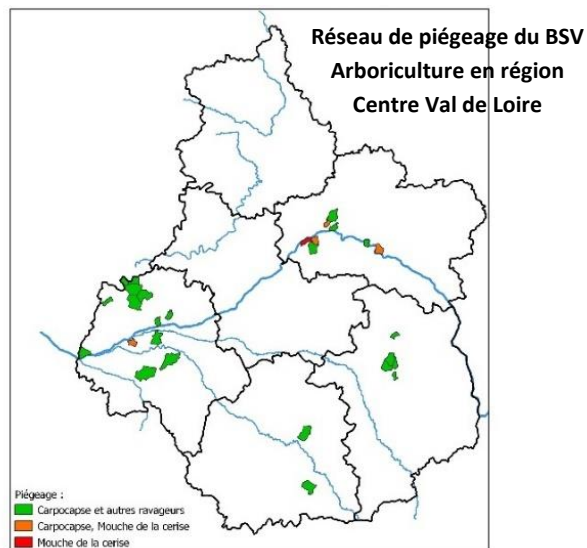 Réseau de piégeage du BSV
Arboriculture en région
Centre Val de Loire
Piégeage :
Carpocapse et autres ravageurs
Carpocapse, Mouche de la cerise
Mouche de la cerise